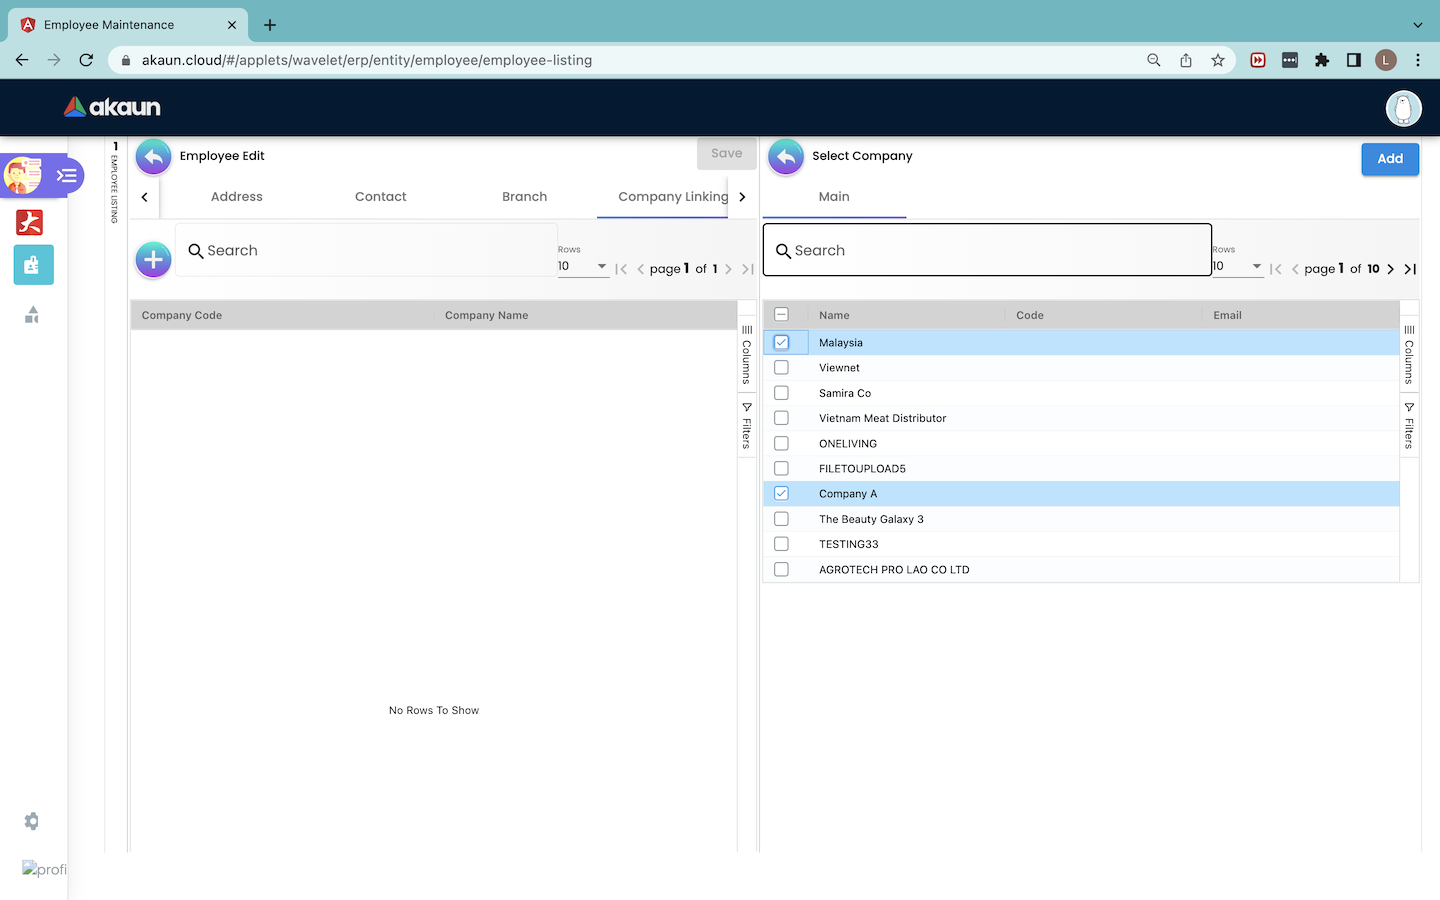 Employee Maintenance
akaun.cloud/#/applets/wavelet/erp/entity/employee/employee-listing
L
akaun
1 EMPLOYEE LISTING
Employee Edit
Save
Address
Contact
Branch
Company Linking
Search
Rows
10
page 1 of 1
Company Code
Company Name
Columns
Filters
No Rows To Show
Select Company
Add
Main
Search
Rows
10
page 1 of 10
Name
Code
Email
Malaysia
Viewnet
Samira Co
Vietnam Meat Distributor
ONELIVING
FILETOUPLOAD5
Company A
The Beauty Galaxy 3
TESTING33
AGROTECH PRO LAO CO LTD
Columns
Filters
profi